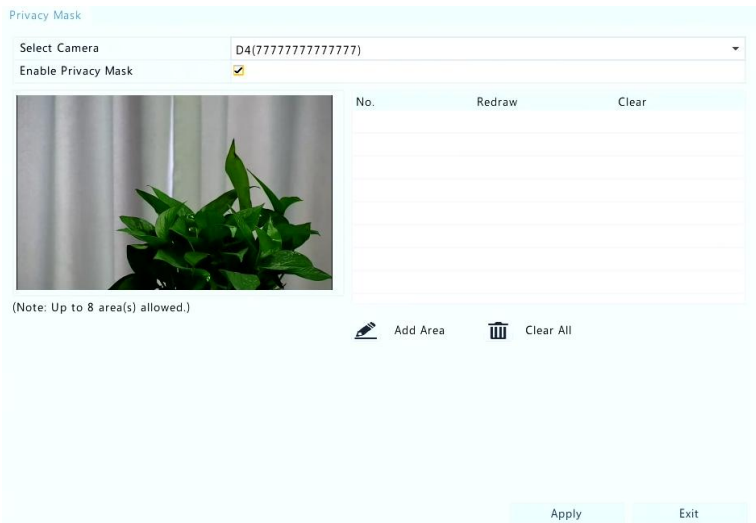 Privacy Mask
Select Camera
D4(77777777777777)
Enable Privacy Mask
No. Redraw Clear
(Note: Up to 8 area(s) allowed.)
Add Area Clear All
Apply Exit